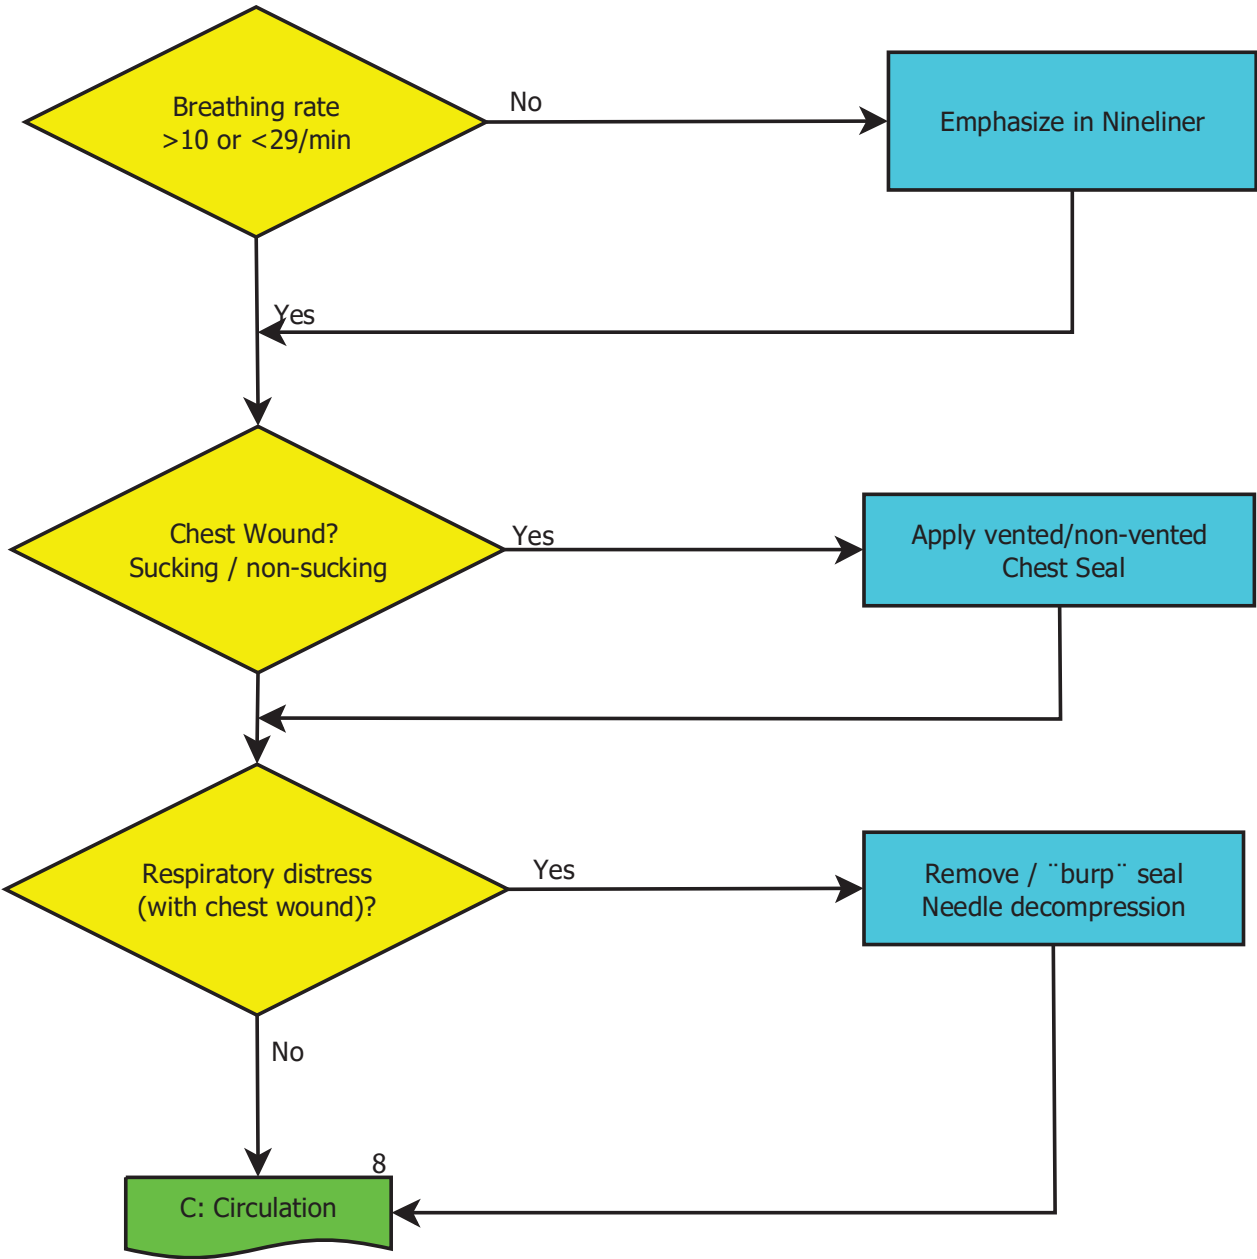 Breathing rate
>10 or <29/min
No
Emphasize in Nineliner
Yes
Chest Wound?
Sucking / non-sucking
Yes
Apply vented/non-vented
Chest Seal
Respiratory distress
(with chest wound)?
Yes
Remove / ¨burp¨ seal
Needle decompression
No
8
C: Circulation